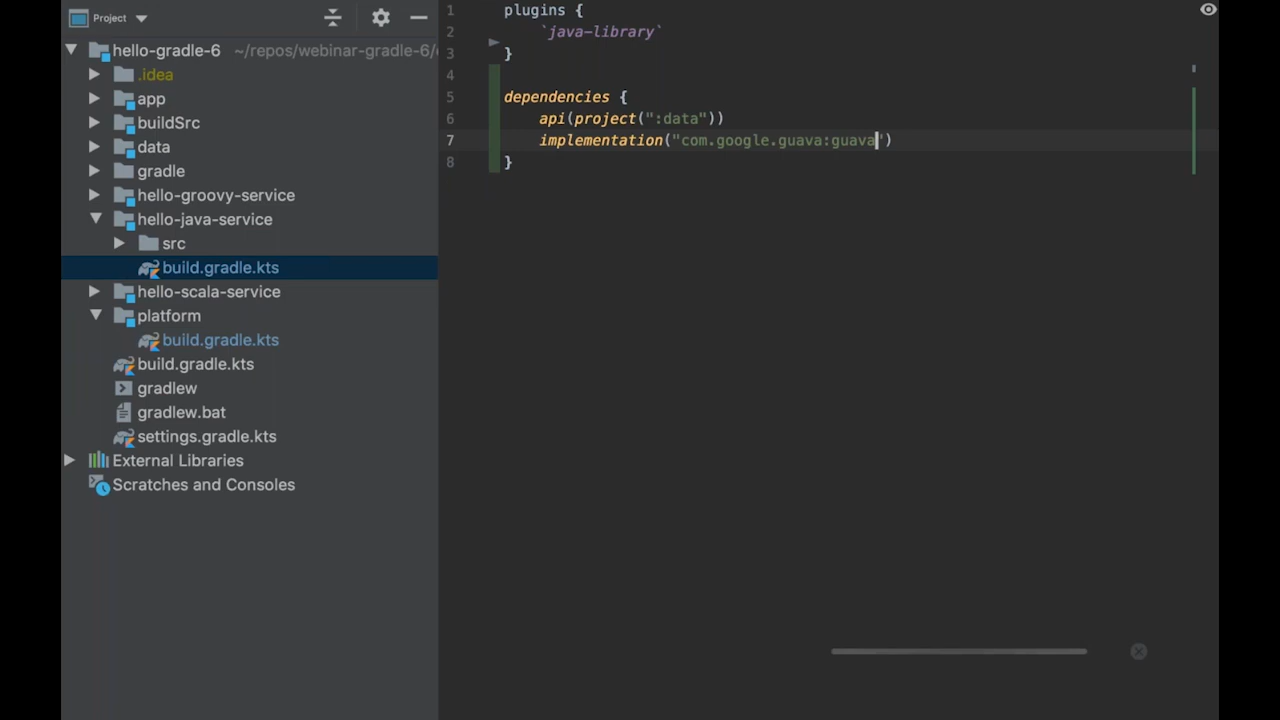 Project
hello-gradle-6 ~/repos/webinar-gradle-6/
.idea
app
buildSrc
data
gradle
hello-groovy-service
hello-java-service
src
build.gradle.kts
hello-scala-service
platform
build.gradle.kts
build.gradle.kts
gradlew
gradlew.bat
settings.gradle.kts
External Libraries
Scratches and Consoles
1 plugins {
2 `java-library`
3 }
4
5 dependencies {
6 api(project(":data"))
7 implementation("com.google.guava:guava")
8 }